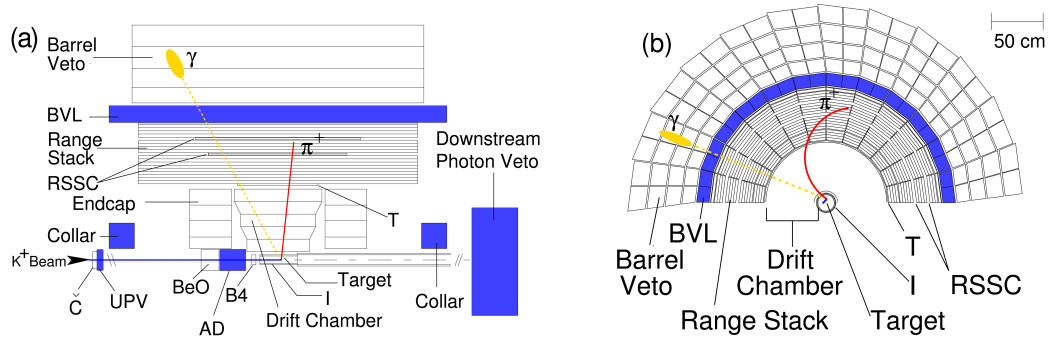 (a)
Barrel
Veto
γ
BVL
Range
Stack
π+
RSSC
Endcap
T
Downstream
Photon Veto
Collar
K+Beam
Č
UPV
BeO
AD
B4
I
Target
Drift Chamber
Collar
(b)
50 cm
π+
γ
BVL
Barrel
Veto
Drift
Chamber
T
I
RSSC
Range Stack
Target